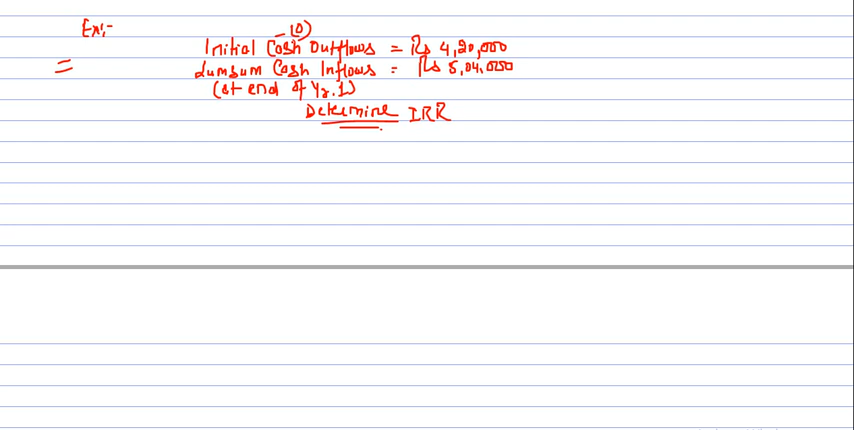 Ex:-
(0)
Initial Cash Outflows = Rs 4,20,000
= Lumsum Cash Inflows = Rs 5,04,000
(at end of Yr.1)
Determine IRR